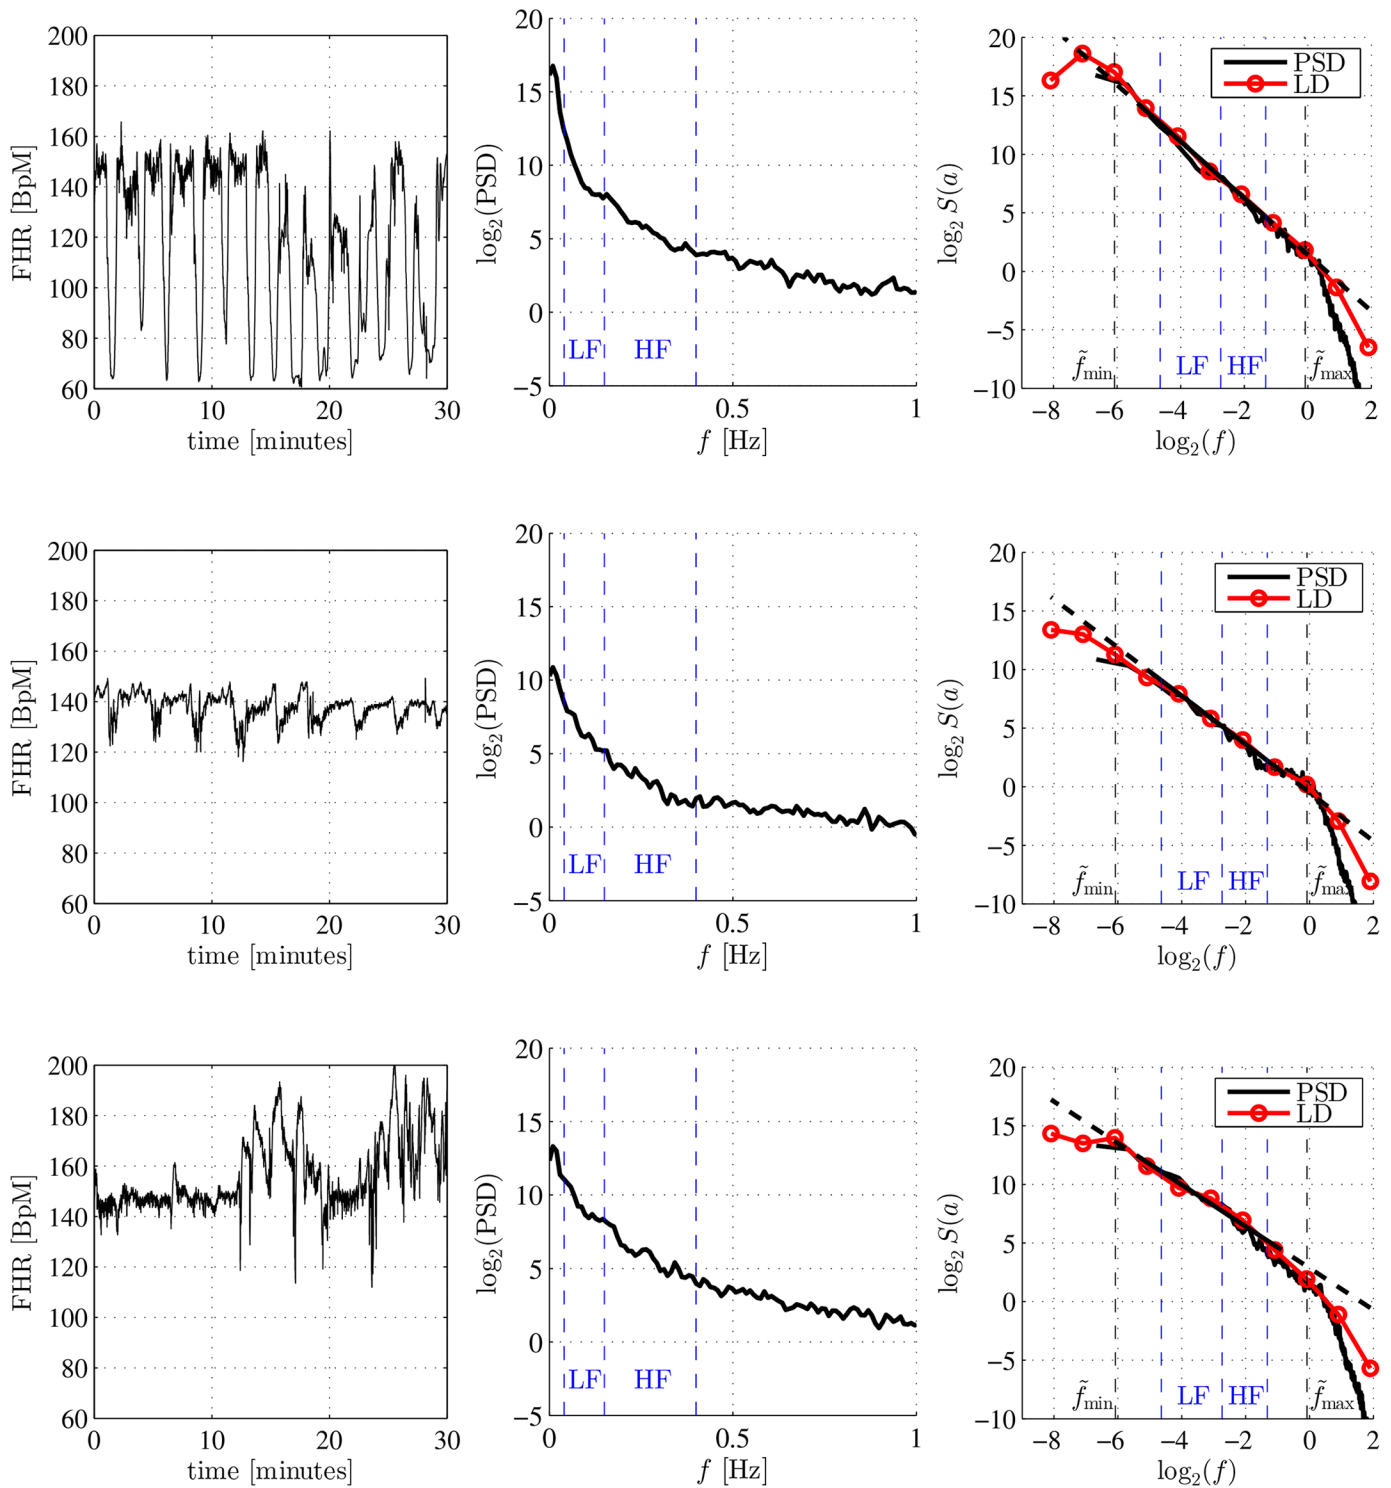 200
180
160
140
120
100
80
60
0 10 20 30
FHR [BpM]
time [minutes]
20
15
10
5
0
−5
0 0.5 1
log₂(PSD)
LF HF
f [Hz]
20
15
10
5
0
−5
−10
−8 −6 −4 −2 0 2
log₂ S(a)
PSD
LD
f̃min LF HF f̃max
log₂(f)
200
180
160
140
120
100
80
60
0 10 20 30
FHR [BpM]
time [minutes]
20
15
10
5
0
−5
0 0.5 1
log₂(PSD)
LF HF
f [Hz]
20
15
10
5
0
−5
−10
−8 −6 −4 −2 0 2
log₂ S(a)
PSD
LD
f̃min LF HF f̃max
log₂(f)
200
180
160
140
120
100
80
60
0 10 20 30
FHR [BpM]
time [minutes]
20
15
10
5
0
−5
0 0.5 1
log₂(PSD)
LF HF
f [Hz]
20
15
10
5
0
−5
−10
−8 −6 −4 −2 0 2
log₂ S(a)
PSD
LD
f̃min LF HF f̃max
log₂(f)